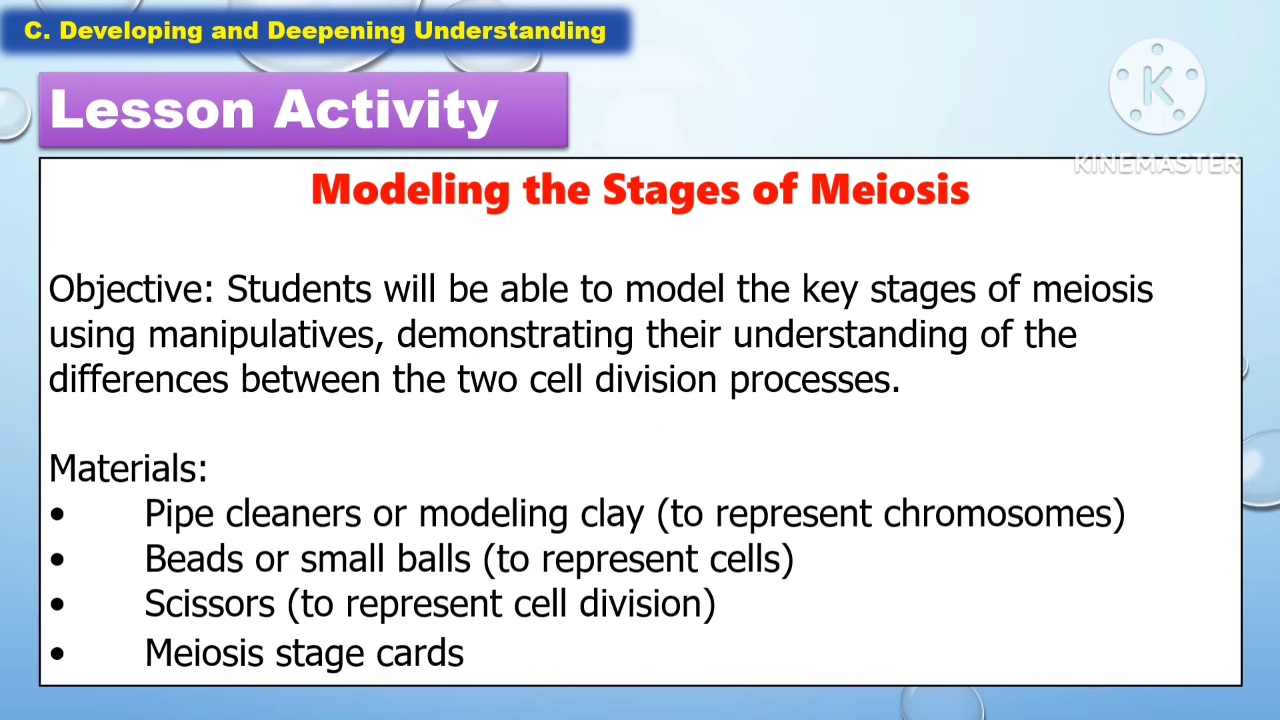 C. Developing and Deepening Understanding
Lesson Activity
K
KINEMASTER
Modeling the Stages of Meiosis
Objective: Students will be able to model the key stages of meiosis
using manipulatives, demonstrating their understanding of the
differences between the two cell division processes.
Materials:
• Pipe cleaners or modeling clay (to represent chromosomes)
• Beads or small balls (to represent cells)
• Scissors (to represent cell division)
• Meiosis stage cards